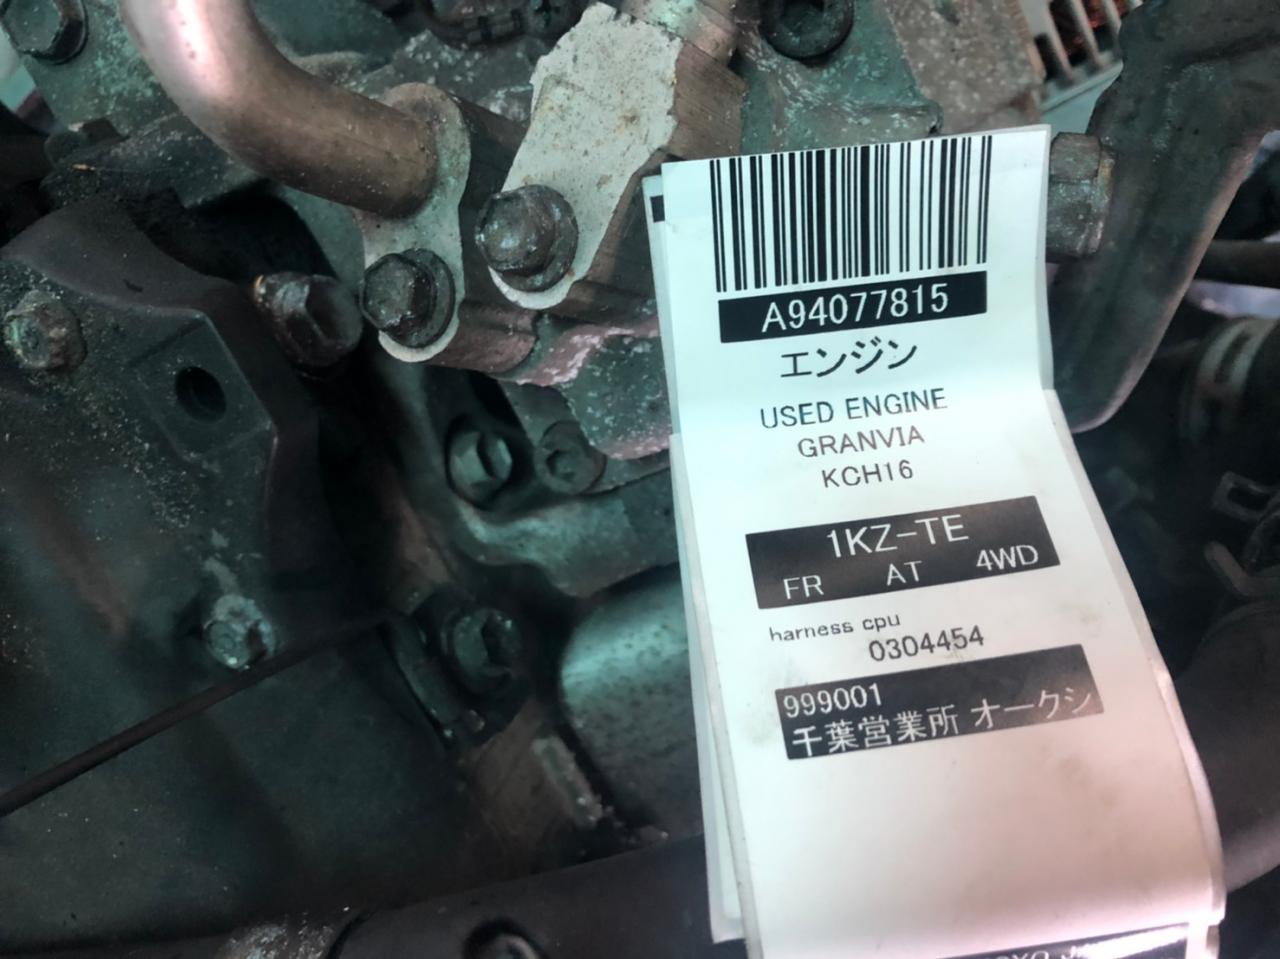 A94077815
エンジン
USED ENGINE
GRANVIA
KCH16
1KZ-TE
FR AT 4WD
harness cpu
0304454
999001
千葉営業所 オークシ